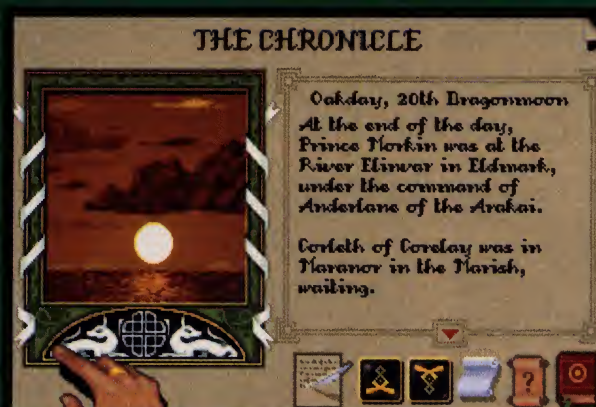 THE CHRONICLE
Oakday, 20th Dragonmoon
At the end of the day,
Prince Morkin was at the
River Elinwar in Eldmark,
under the command of
Anderlane of the Arakai.
Corleth of Corelay was in
Maranor in the Marish,
waiting.
?